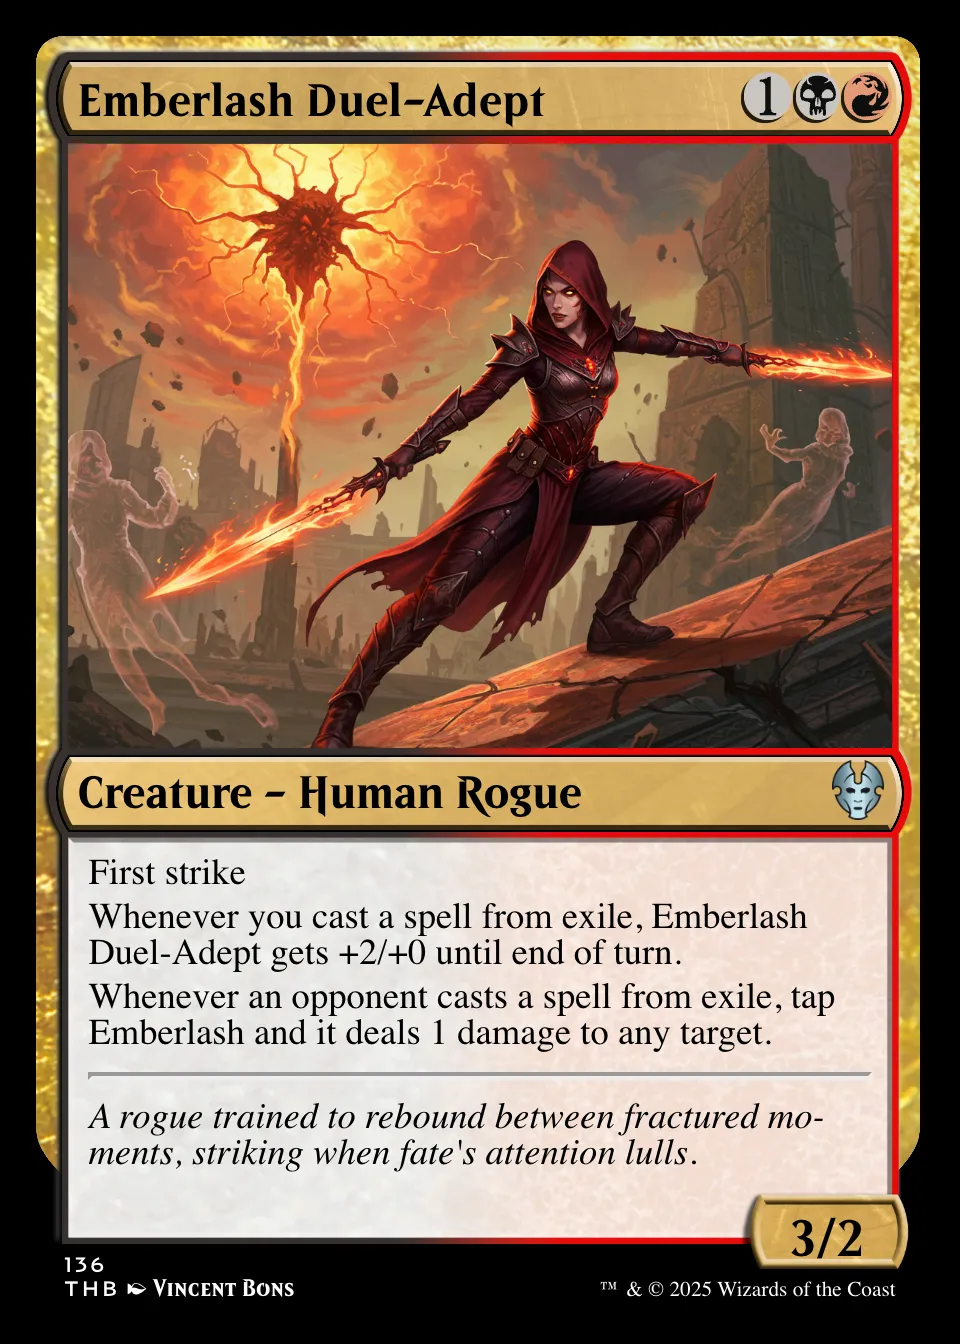 Emberlash Duel-Adept 1
Creature – Human Rogue
First strike
Whenever you cast a spell from exile, Emberlash
Duel-Adept gets +2/+0 until end of turn.
Whenever an opponent casts a spell from exile, tap
Emberlash and it deals 1 damage to any target.
A rogue trained to rebound between fractured mo-
ments, striking when fate's attention lulls.
3/2
136
THB VINCENT BONS
™ & © 2025 Wizards of the Coast